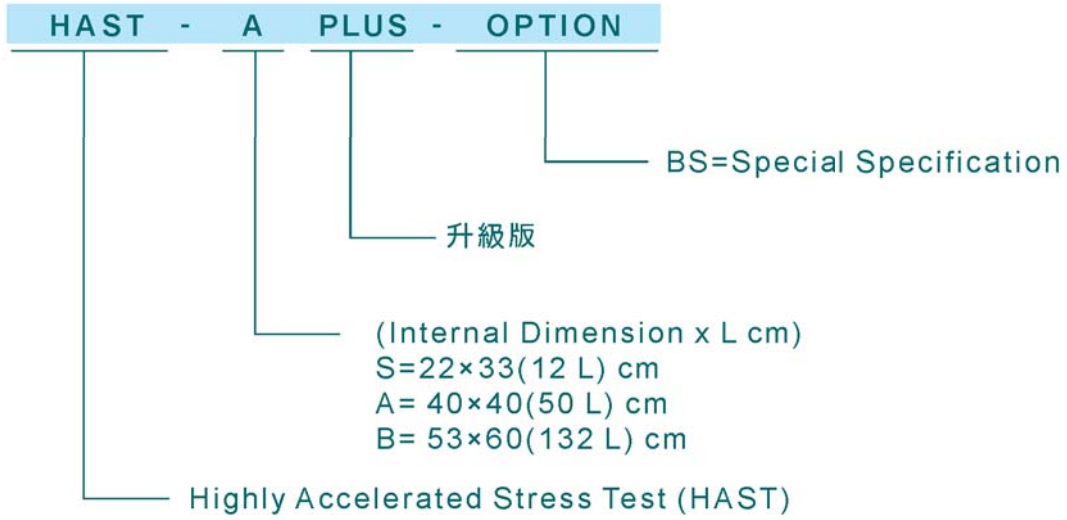 HAST - A PLUS - OPTION
BS=Special Specification
升級版
(Internal Dimension x L cm)
S=22×33(12 L) cm
A= 40×40(50 L) cm
B= 53×60(132 L) cm
Highly Accelerated Stress Test (HAST)